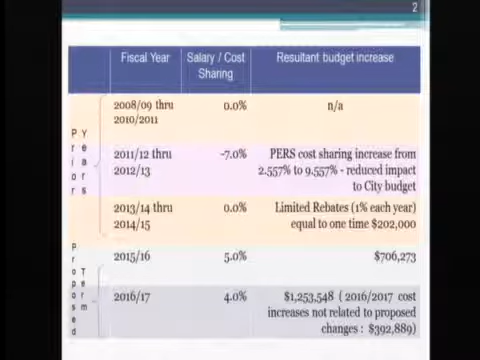 2
Fiscal Year
Salary / Cost
Sharing
Resultant budget increase
Prior
Years
2008/09 thru
2010/2011
0.0%
n/a
2011/12 thru
2012/13
-7.0%
PERS cost sharing increase from
2.557% to 9.557% - reduced impact
to City budget
2013/14 thru
2014/15
0.0%
Limited Rebates (1% each year)
equal to one time $202,000
Proposed
Term
2015/16
5.0%
$706,273
2016/17
4.0%
$1,253,548 ( 2016/2017 cost
increases not related to proposed
changes : $392,889)